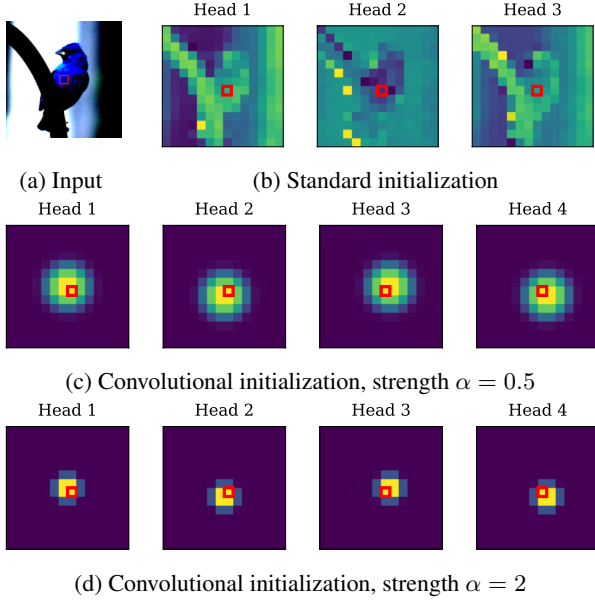 Head 1 Head 2 Head 3
(a) Input (b) Standard initialization
Head 1 Head 2 Head 3 Head 4
(c) Convolutional initialization, strength α = 0.5
Head 1 Head 2 Head 3 Head 4
(d) Convolutional initialization, strength α = 2